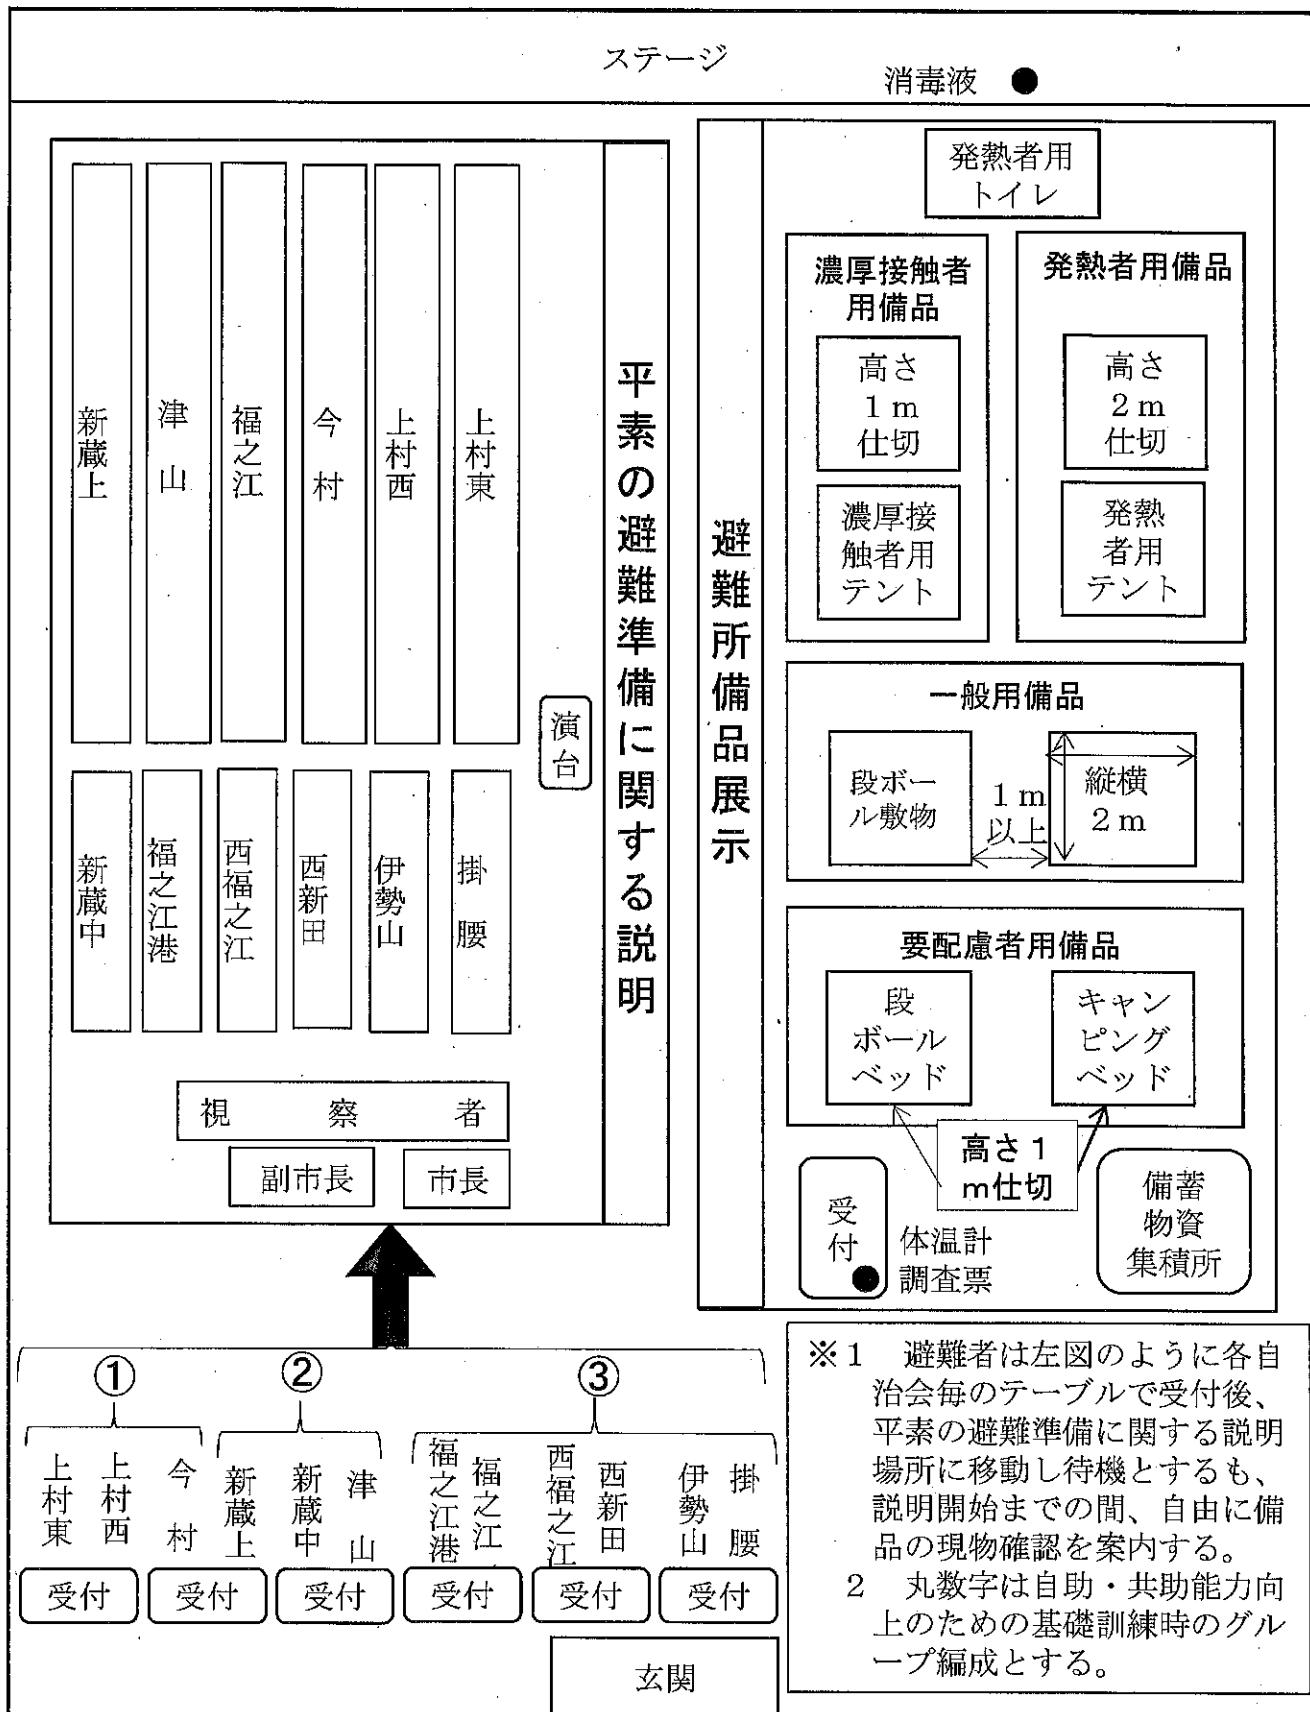 ステージ
消毒液 ●
新蔵上
津山
福之江
今村
上村西
上村東
新蔵中
福之江港
西福之江
西新田
伊勢山
掛腰
演台
平素の避難準備に関する説明
視察者
副市長
市長
避難所備品展示
発熱者用
トイレ
濃厚接触者
用備品
高さ
1m
仕切
濃厚接
触者用
テント
発熱者用備品
高さ
2m
仕切
発熱
者用
テント
一般用備品
段ボー
ル敷物
1m
以上
縦横
2m
要配慮者用備品
段
ボール
ベッド
キャン
ピング
ベッド
高さ1
m仕切
受付
体温計
調査票
備蓄
物資
集積所
①
②
③
上村東
上村西
今村
新蔵上
新蔵中
津山
福之江港
福之江
西福之江
西新田
伊勢山
掛腰
受付
受付
受付
受付
受付
受付
玄関
※1 避難者は左図のように各自
治会毎のテーブルで受付後、
平素の避難準備に関する説明
場所に移動し待機とするも、
説明開始までの間、自由に備
品の現物確認を案内する。
2 丸数字は自助・共助能力向
上のための基礎訓練時のグル
ープ編成とする。